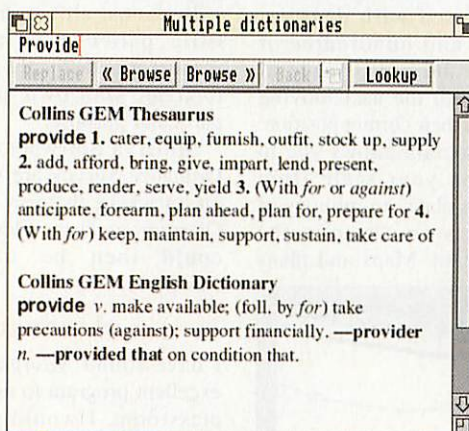 Multiple dictionaries
Provide
Replace « Browse Browse » Back Lookup
Collins GEM Thesaurus
provide 1. cater, equip, furnish, outfit, stock up, supply
2. add, afford, bring, give, impart, lend, present,
produce, render, serve, yield 3. (With for or against)
anticipate, forearm, plan ahead, plan for, prepare for 4.
(With for) keep, maintain, support, sustain, take care of
Collins GEM English Dictionary
provide v. make available; (foll. by for) take
precautions (against); support financially. —provider
n. —provided that on condition that.